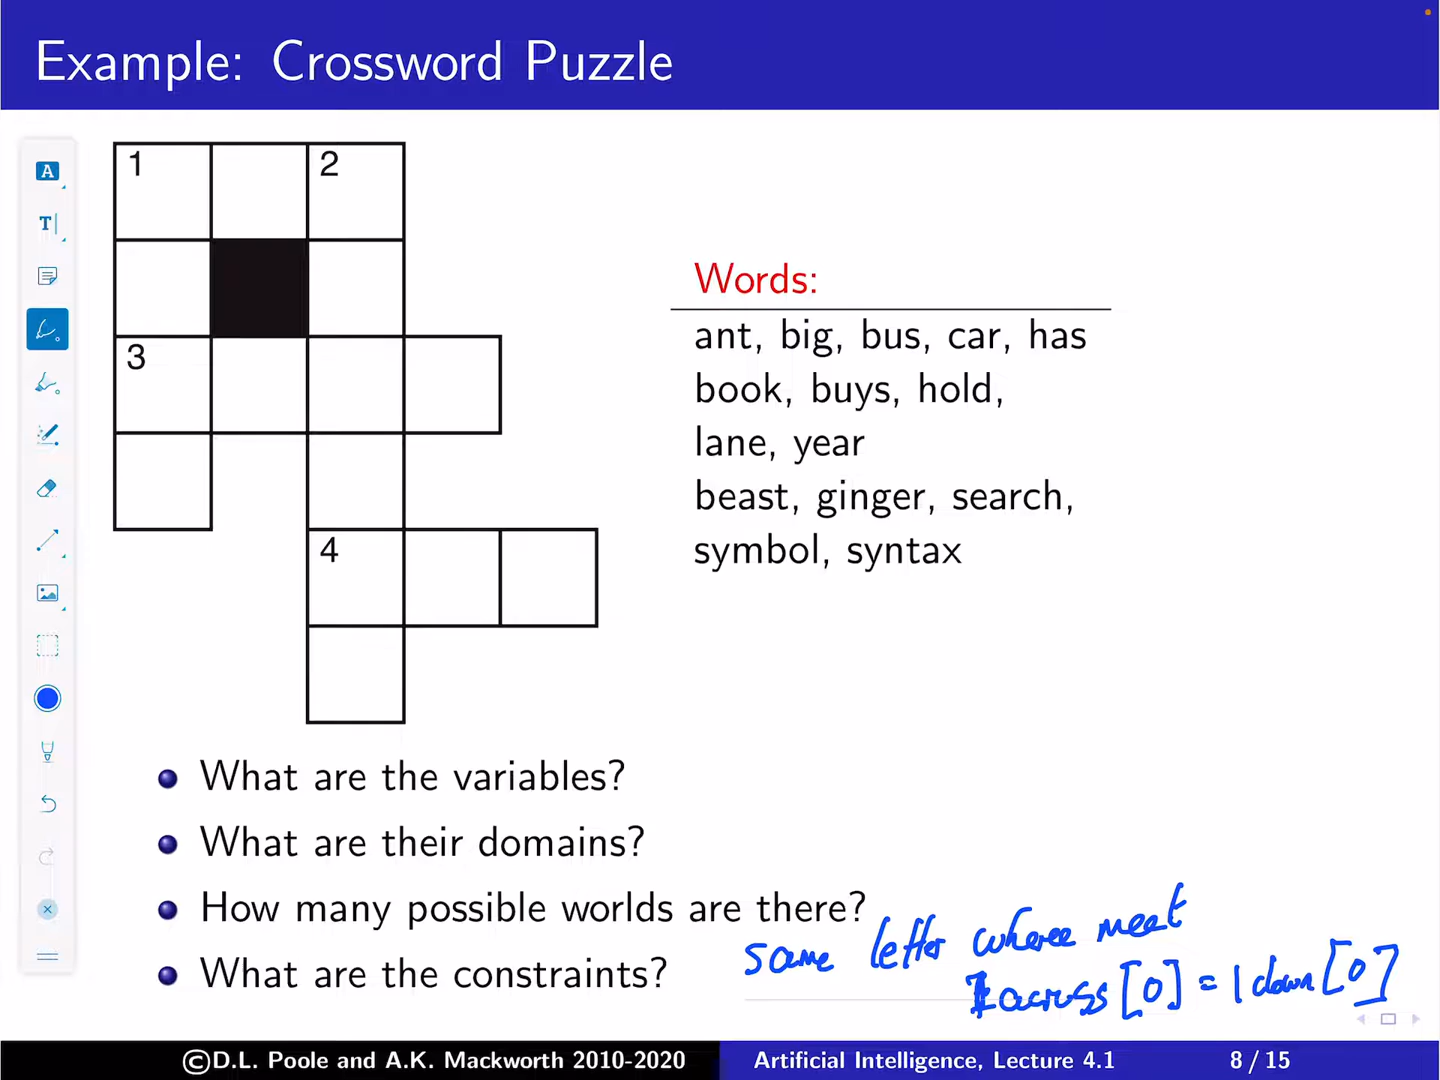 Example: Crossword Puzzle
1 2
3
4
Words:
ant, big, bus, car, has
book, buys, hold,
lane, year
beast, ginger, search,
symbol, syntax
What are the variables?
What are their domains?
How many possible worlds are there?
What are the constraints?
same letter where meet
1 across [0] = 1 down [0]
©D.L. Poole and A.K. Mackworth 2010-2020 Artificial Intelligence, Lecture 4.1 8 / 15
A
T